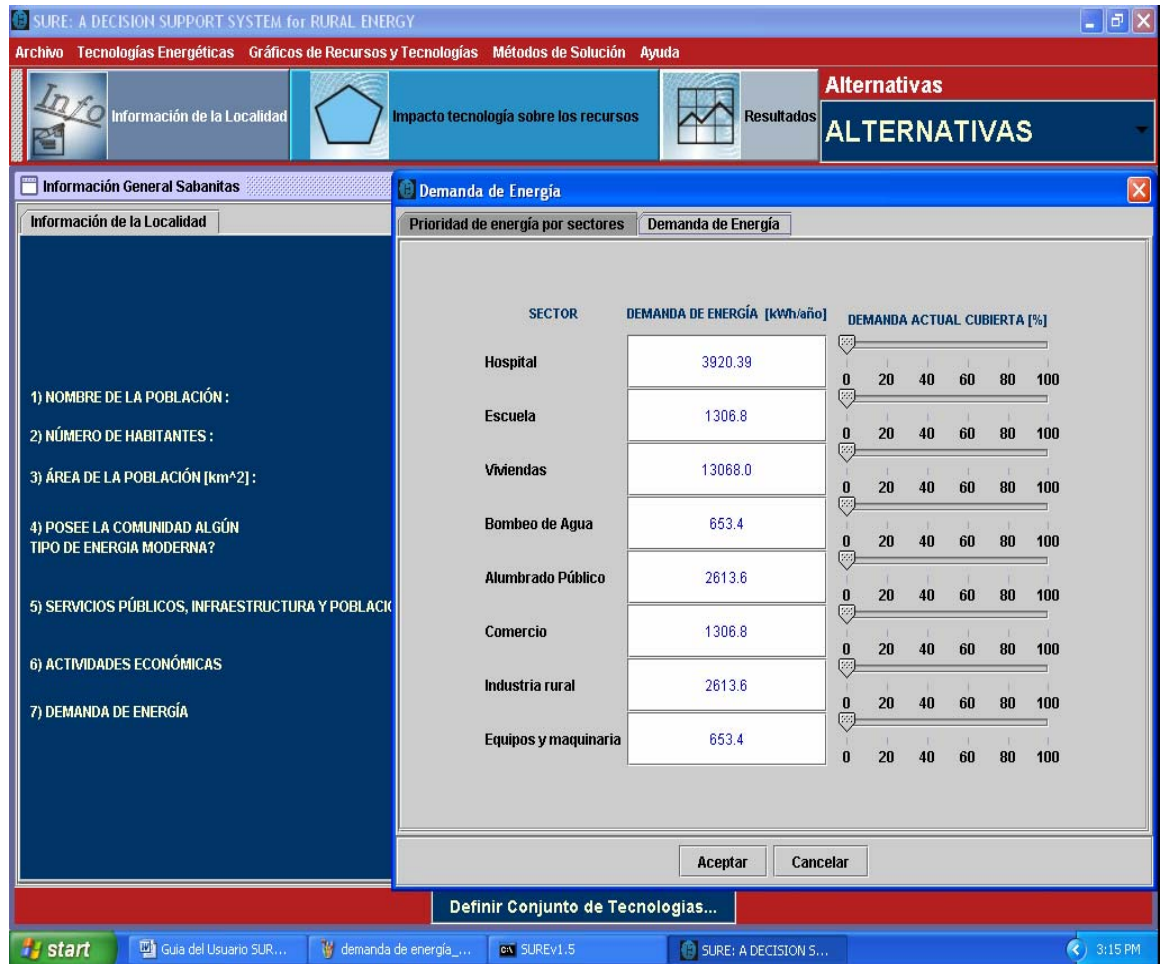 SURE: A DECISION SUPPORT SYSTEM for RURAL ENERGY
Archivo Tecnologías Energéticas Gráficos de Recursos y Tecnologías Métodos de Solución Ayuda
Info
Información de la Localidad
Impacto tecnología sobre los recursos
Resultados
Alternativas
ALTERNATIVAS
Información General Sabanitas
Información de la Localidad
1) NOMBRE DE LA POBLACIÓN :
2) NÚMERO DE HABITANTES :
3) ÁREA DE LA POBLACIÓN [km^2] :
4) POSEE LA COMUNIDAD ALGÚN
TIPO DE ENERGIA MODERNA?
5) SERVICIOS PÚBLICOS, INFRAESTRUCTURA Y POBLACI
6) ACTIVIDADES ECONÓMICAS
7) DEMANDA DE ENERGÍA
Demanda de Energía
Prioridad de energía por sectores Demanda de Energía
SECTOR DEMANDA DE ENERGÍA [kWh/año] DEMANDA ACTUAL CUBIERTA [%]
Hospital 3920.39
0 20 40 60 80 100
Escuela 1306.8
0 20 40 60 80 100
Viviendas 13068.0
0 20 40 60 80 100
Bombeo de Agua 653.4
0 20 40 60 80 100
Alumbrado Público 2613.6
0 20 40 60 80 100
Comercio 1306.8
0 20 40 60 80 100
Industria rural 2613.6
0 20 40 60 80 100
Equipos y maquinaria 653.4
0 20 40 60 80 100
Aceptar Cancelar
Definir Conjunto de Tecnologias...
start Guia del Usuario SUR... demanda de energía_... SUREv1.5 SURE: A DECISION S... 3:15 PM